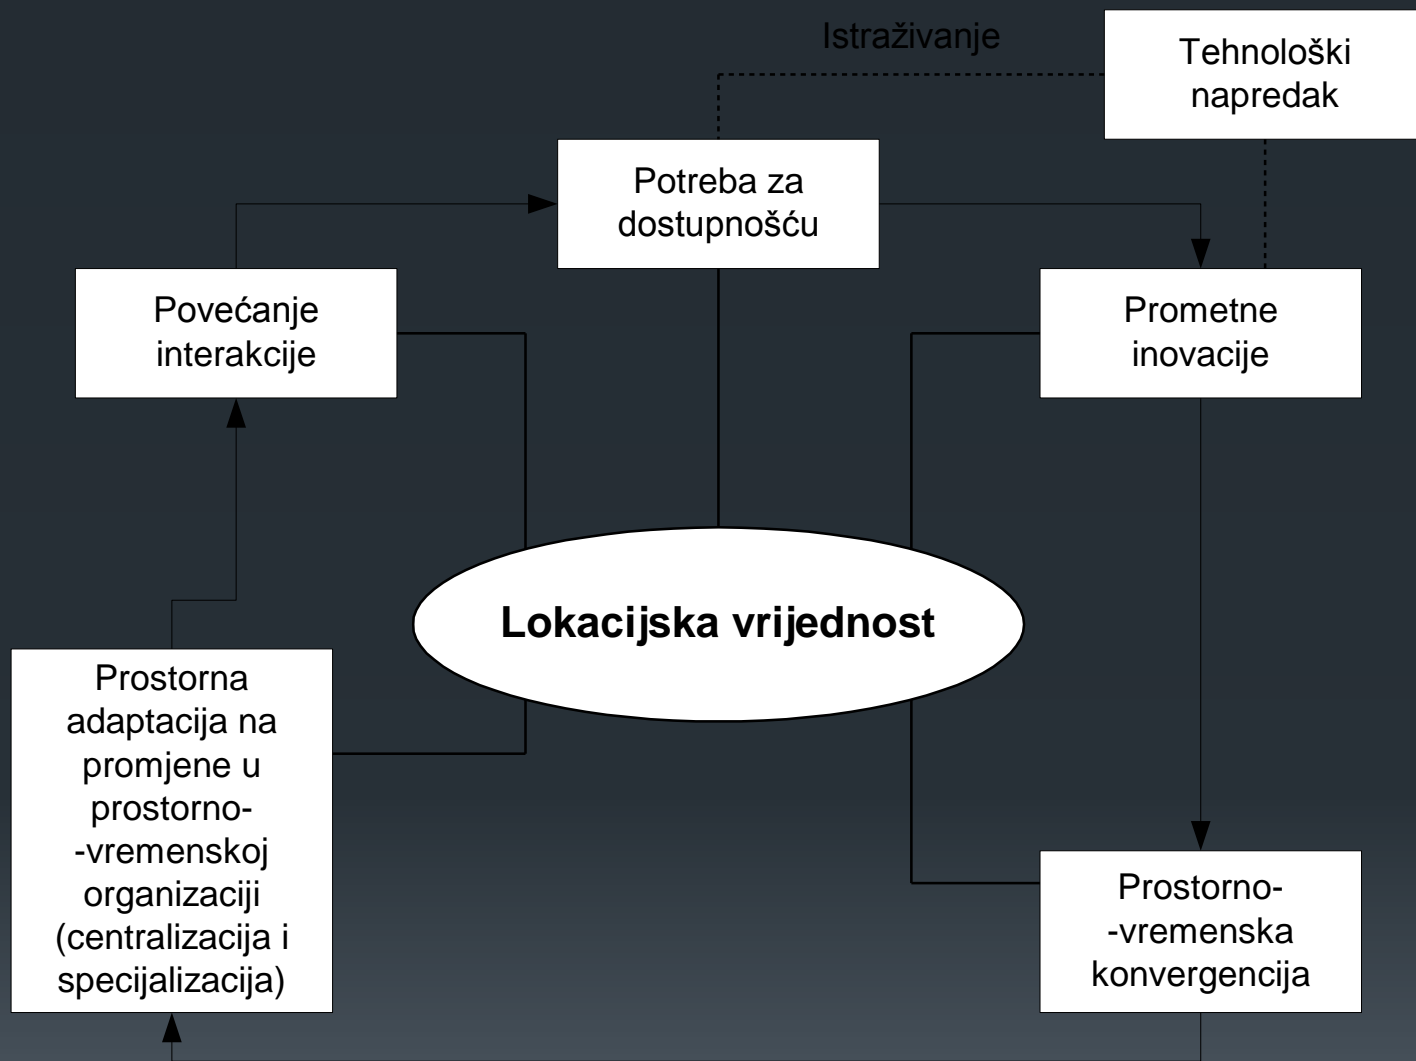 Istraživanje
Tehnološki
napredak
Potreba za
dostupnošću
Povećanje
interakcije
Prometne
inovacije
Lokacijska vrijednost
Prostorna
adaptacija na
promjene u
prostorno-
-vremenskoj
organizaciji
(centralizacija i
specijalizacija)
Prostorno-
-vremenska
konvergencija